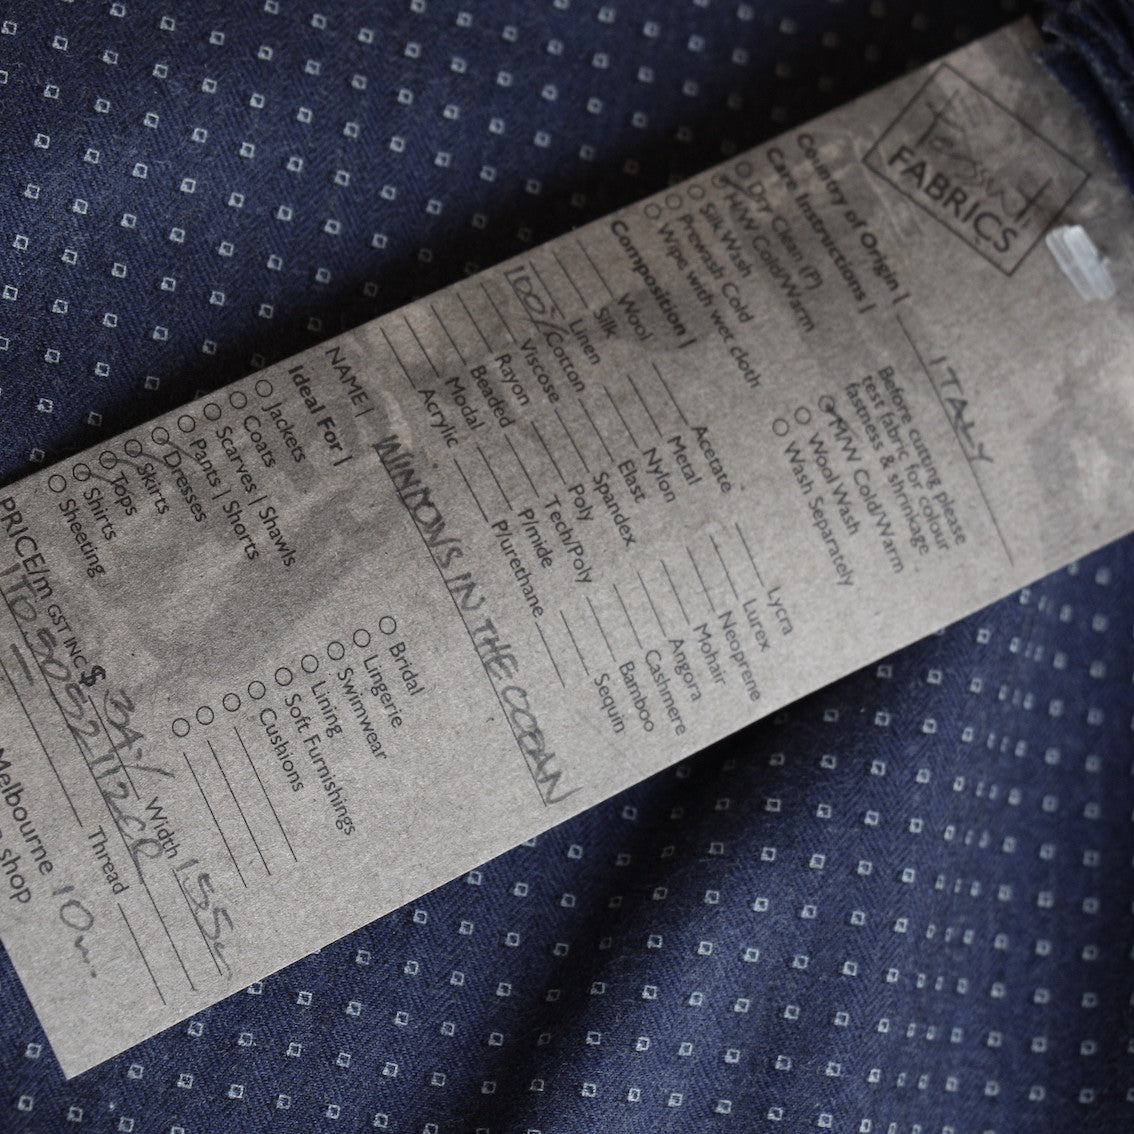 The
Fabric
FABRICS
Country of Origin | ITALY
Care Instructions |
Dry Clean (P)
HW Cold/Warm
Silk Wash
Prewash Cold
Wipe with wet cloth
Before cutting please
test fabric for colour
fastness & shrinkage.
MW Cold/Warm
Wool Wash
Wash Separately
Composition |
Wool
Silk
Linen
100% Cotton
Viscose
Rayon
Beaded
Modal
Acrylic
Acetate
Metal
Nylon
Elast
Spandex
Poly
Tech/Poly
P/mide
P/urethane
Lycra
Lurex
Neoprene
Mohair
Angora
Cashmere
Bamboo
Sequin
NAME | WINDOWS IN THE OCEAN
Ideal For |
Jackets
Coats
Scarves | Shawls
Pants | Shorts
Dresses
Skirts
Tops
Shirts
Sheeting
Bridal
Lingerie
Swimwear
Lining
Soft Furnishings
Cushions
PRICE/m GST INC $ 34 Width 155
Thread
Melbourne 10m
shop